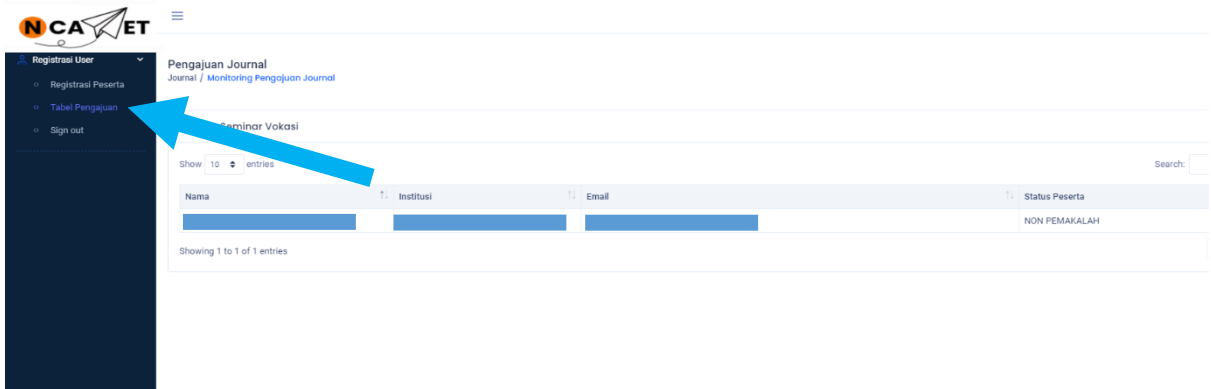 NCAVET
Registrasi User
Registrasi Peserta
Tabel Pengajuan
Sign out
Pengajuan Journal
Journal / Monitoring Pengajuan Journal
Seminar Vokasi
Show 10 entries
Search:
Nama Institusi Email Status Peserta
NON PEMAKALAH
Showing 1 to 1 of 1 entries